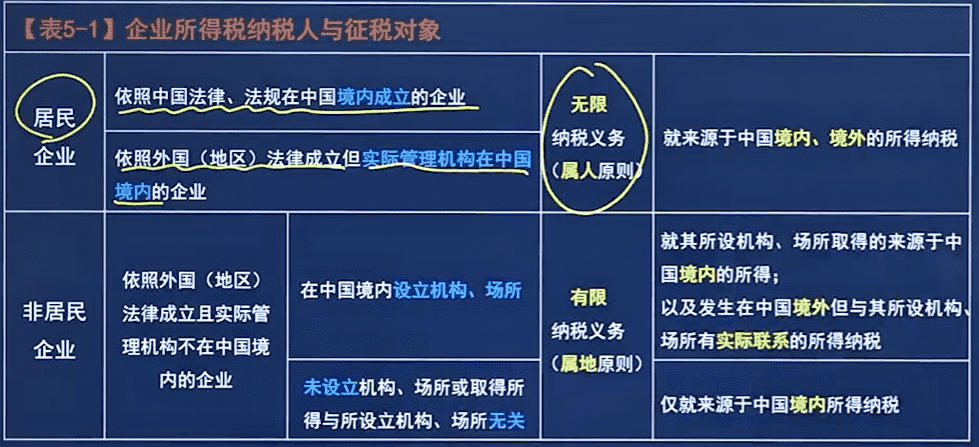 【表5-1】企业所得税纳税人与征税对象
居民
企业
依照中国法律、法规在中国境内成立的企业
依照外国（地区）法律成立但实际管理机构在中国
境内的企业
无限
纳税义务
（属人原则）
就来源于中国境内、境外的所得纳税
非居民
企业
依照外国（地区）
法律成立且实际管
理机构不在中国境
内的企业
在中国境内设立机构、场所
未设立机构、场所或取得所
得与所设立机构、场所无关
有限
纳税义务
（属地原则）
就其所设机构、场所取得的来源于中
国境内的所得；
以及发生在中国境外但与其所设机构、
场所有实际联系的所得纳税
仅就来源于中国境内所得纳税